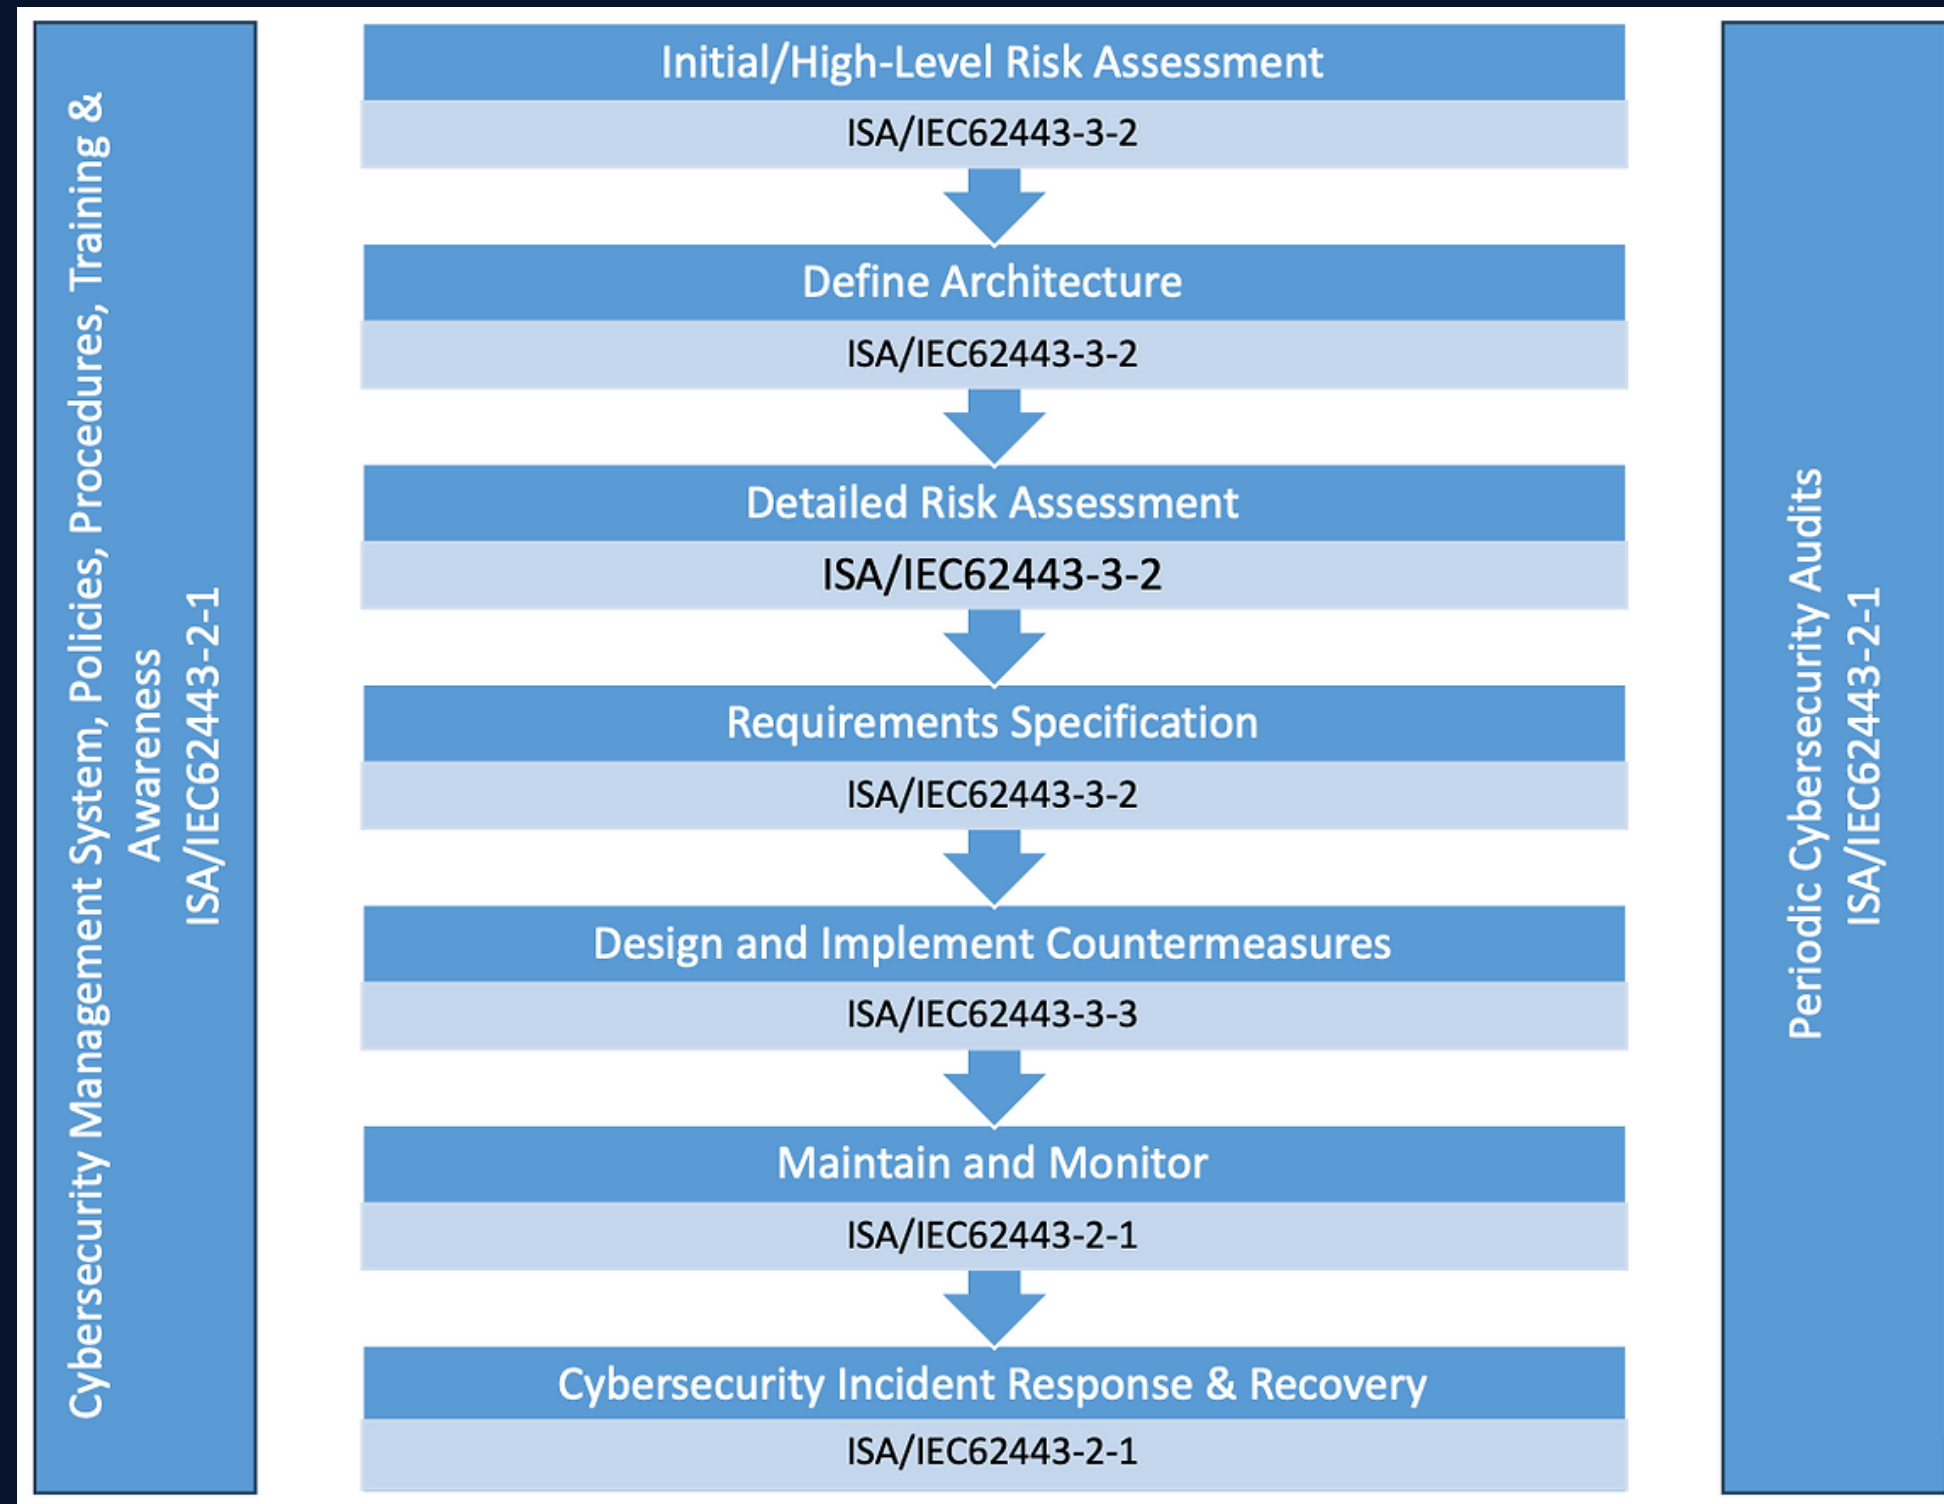 Cybersecurity Management System, Policies, Procedures, Training &
Awareness
ISA/IEC62443-2-1
Initial/High-Level Risk Assessment
ISA/IEC62443-3-2
Define Architecture
ISA/IEC62443-3-2
Detailed Risk Assessment
ISA/IEC62443-3-2
Requirements Specification
ISA/IEC62443-3-2
Design and Implement Countermeasures
ISA/IEC62443-3-3
Maintain and Monitor
ISA/IEC62443-2-1
Cybersecurity Incident Response & Recovery
ISA/IEC62443-2-1
Periodic Cybersecurity Audits
ISA/IEC62443-2-1